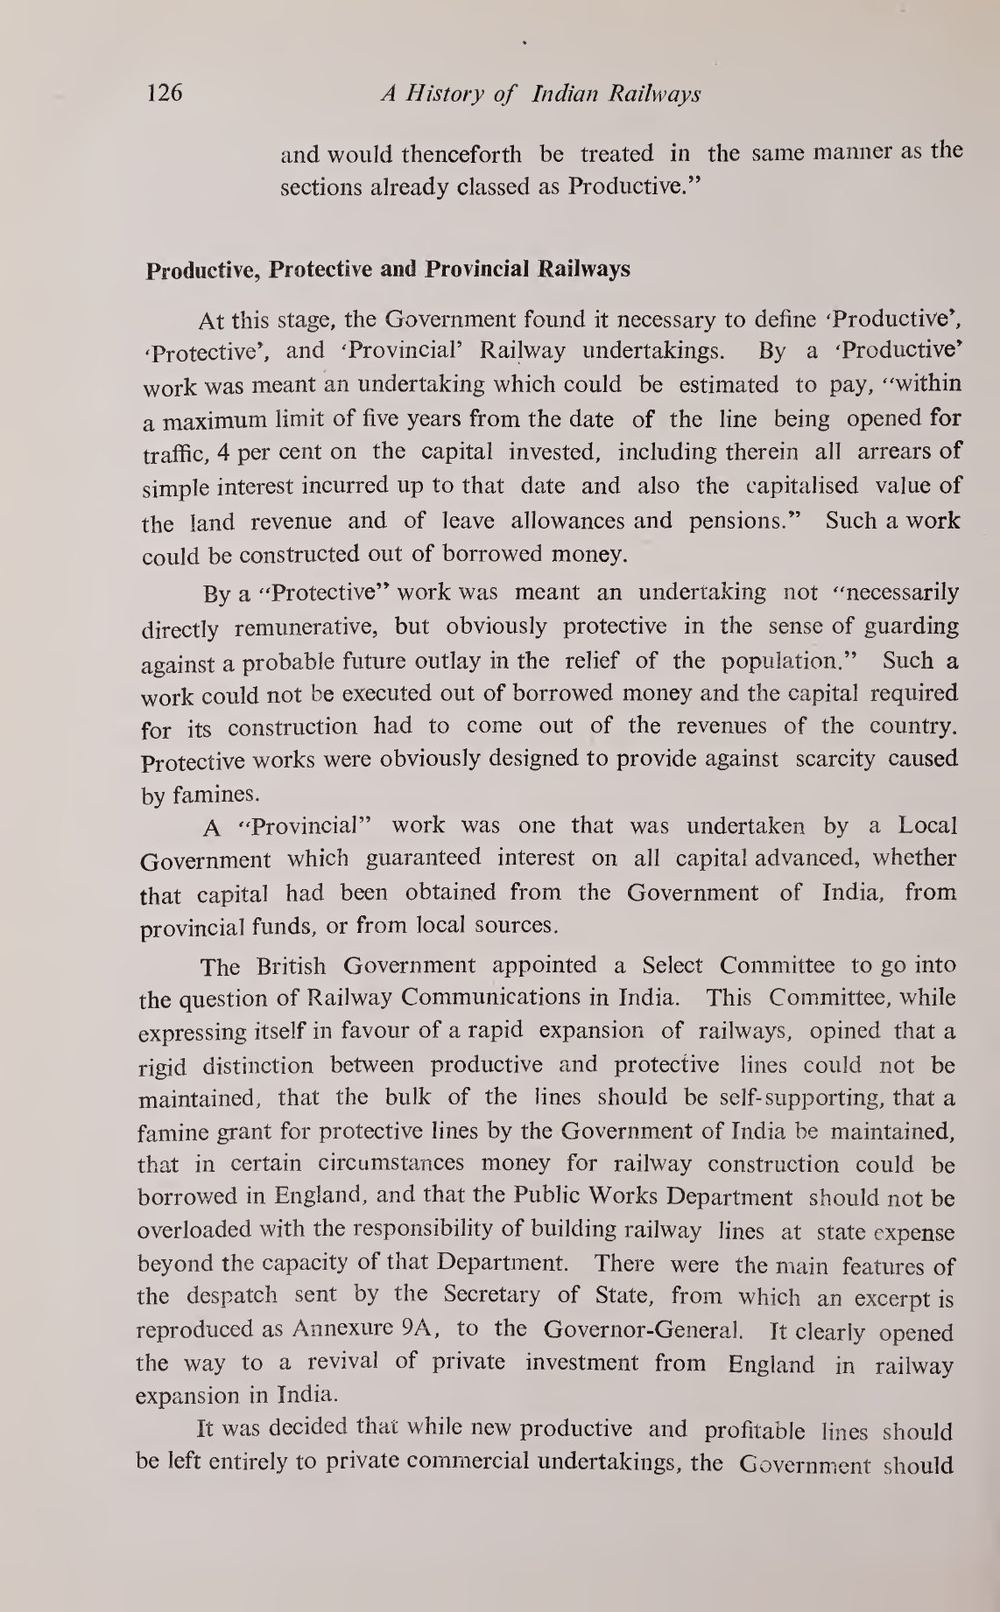 126 A History of Indian Railways
and would thenceforth be treated in the same manner as the
sections already classed as Productive.”
Productive, Protective and Provincial Railways
At this stage, the Government found it necessary to define ‘Productive’,
‘Protective’, and ‘Provincial’ Railway undertakings. By a ‘Productive’
work was meant an undertaking which could be estimated to pay, “within
a maximum limit of five years from the date of the line being opened for
traffic, 4 per cent on the capital invested, including therein all arrears of
simple interest incurred up to that date and also the capitalised value of
the land revenue and of leave allowances and pensions.” Such a work
could be constructed out of borrowed money.
By a “Protective” work was meant an undertaking not “necessarily
directly remunerative, but obviously protective in the sense of guarding
against a probable future outlay in the relief of the population.” Such a
work could not be executed out of borrowed money and the capital required
for its construction had to come out of the revenues of the country.
Protective works were obviously designed to provide against scarcity caused
by famines.
A “Provincial” work was one that was undertaken by a Local
Government which guaranteed interest on all capital advanced, whether
that capital had been obtained from the Government of India, from
provincial funds, or from local sources.
The British Government appointed a Select Committee to go into
the question of Railway Communications in India. This Committee, while
expressing itself in favour of a rapid expansion of railways, opined that a
rigid distinction between productive and protective lines could not be
maintained, that the bulk of the lines should be self-supporting, that a
famine grant for protective lines by the Government of India be maintained,
that in certain circumstances money for railway construction could be
borrowed in England, and that the Public Works Department should not be
overloaded with the responsibility of building railway lines at state expense
beyond the capacity of that Department. There were the main features of
the despatch sent by the Secretary of State, from which an excerpt is
reproduced as Annexure 9A, to the Governor-General. It clearly opened
the way to a revival of private investment from England in railway
expansion in India.
It was decided that while new productive and profitable lines should
be left entirely to private commercial undertakings, the Government should